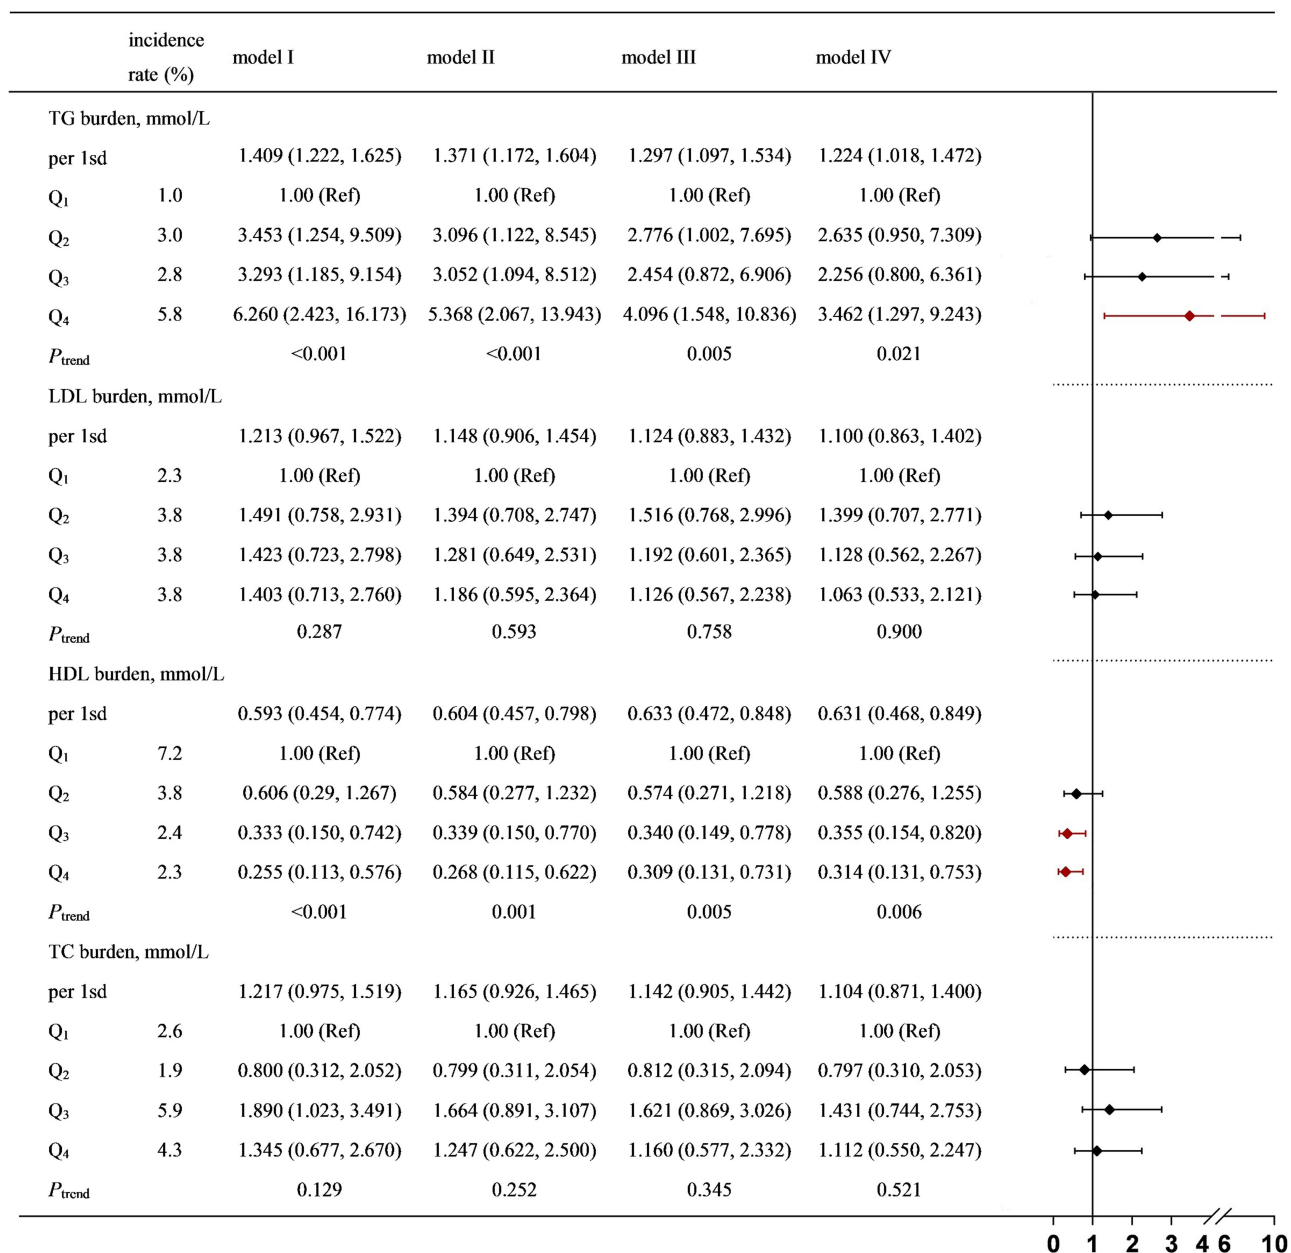 incidence rate (%) model I model II model III model IV
TG burden, mmol/L
per 1sd 1.409 (1.222, 1.625) 1.371 (1.172, 1.604) 1.297 (1.097, 1.534) 1.224 (1.018, 1.472)
Q1 1.0 1.00 (Ref) 1.00 (Ref) 1.00 (Ref) 1.00 (Ref)
Q2 3.0 3.453 (1.254, 9.509) 3.096 (1.122, 8.545) 2.776 (1.002, 7.695) 2.635 (0.950, 7.309)
Q3 2.8 3.293 (1.185, 9.154) 3.052 (1.094, 8.512) 2.454 (0.872, 6.906) 2.256 (0.800, 6.361)
Q4 5.8 6.260 (2.423, 16.173) 5.368 (2.067, 13.943) 4.096 (1.548, 10.836) 3.462 (1.297, 9.243)
Ptrend <0.001 <0.001 0.005 0.021
LDL burden, mmol/L
per 1sd 1.213 (0.967, 1.522) 1.148 (0.906, 1.454) 1.124 (0.883, 1.432) 1.100 (0.863, 1.402)
Q1 2.3 1.00 (Ref) 1.00 (Ref) 1.00 (Ref) 1.00 (Ref)
Q2 3.8 1.491 (0.758, 2.931) 1.394 (0.708, 2.747) 1.516 (0.768, 2.996) 1.399 (0.707, 2.771)
Q3 3.8 1.423 (0.723, 2.798) 1.281 (0.649, 2.531) 1.192 (0.601, 2.365) 1.128 (0.562, 2.267)
Q4 3.8 1.403 (0.713, 2.760) 1.186 (0.595, 2.364) 1.126 (0.567, 2.238) 1.063 (0.533, 2.121)
Ptrend 0.287 0.593 0.758 0.900
HDL burden, mmol/L
per 1sd 0.593 (0.454, 0.774) 0.604 (0.457, 0.798) 0.633 (0.472, 0.848) 0.631 (0.468, 0.849)
Q1 7.2 1.00 (Ref) 1.00 (Ref) 1.00 (Ref) 1.00 (Ref)
Q2 3.8 0.606 (0.29, 1.267) 0.584 (0.277, 1.232) 0.574 (0.271, 1.218) 0.588 (0.276, 1.255)
Q3 2.4 0.333 (0.150, 0.742) 0.339 (0.150, 0.770) 0.340 (0.149, 0.778) 0.355 (0.154, 0.820)
Q4 2.3 0.255 (0.113, 0.576) 0.268 (0.115, 0.622) 0.309 (0.131, 0.731) 0.314 (0.131, 0.753)
Ptrend <0.001 0.001 0.005 0.006
TC burden, mmol/L
per 1sd 1.217 (0.975, 1.519) 1.165 (0.926, 1.465) 1.142 (0.905, 1.442) 1.104 (0.871, 1.400)
Q1 2.6 1.00 (Ref) 1.00 (Ref) 1.00 (Ref) 1.00 (Ref)
Q2 1.9 0.800 (0.312, 2.052) 0.799 (0.311, 2.054) 0.812 (0.315, 2.094) 0.797 (0.310, 2.053)
Q3 5.9 1.890 (1.023, 3.491) 1.664 (0.891, 3.107) 1.621 (0.869, 3.026) 1.431 (0.744, 2.753)
Q4 4.3 1.345 (0.677, 2.670) 1.247 (0.622, 2.500) 1.160 (0.577, 2.332) 1.112 (0.550, 2.247)
Ptrend 0.129 0.252 0.345 0.521
0 1 2 3 4 6 10